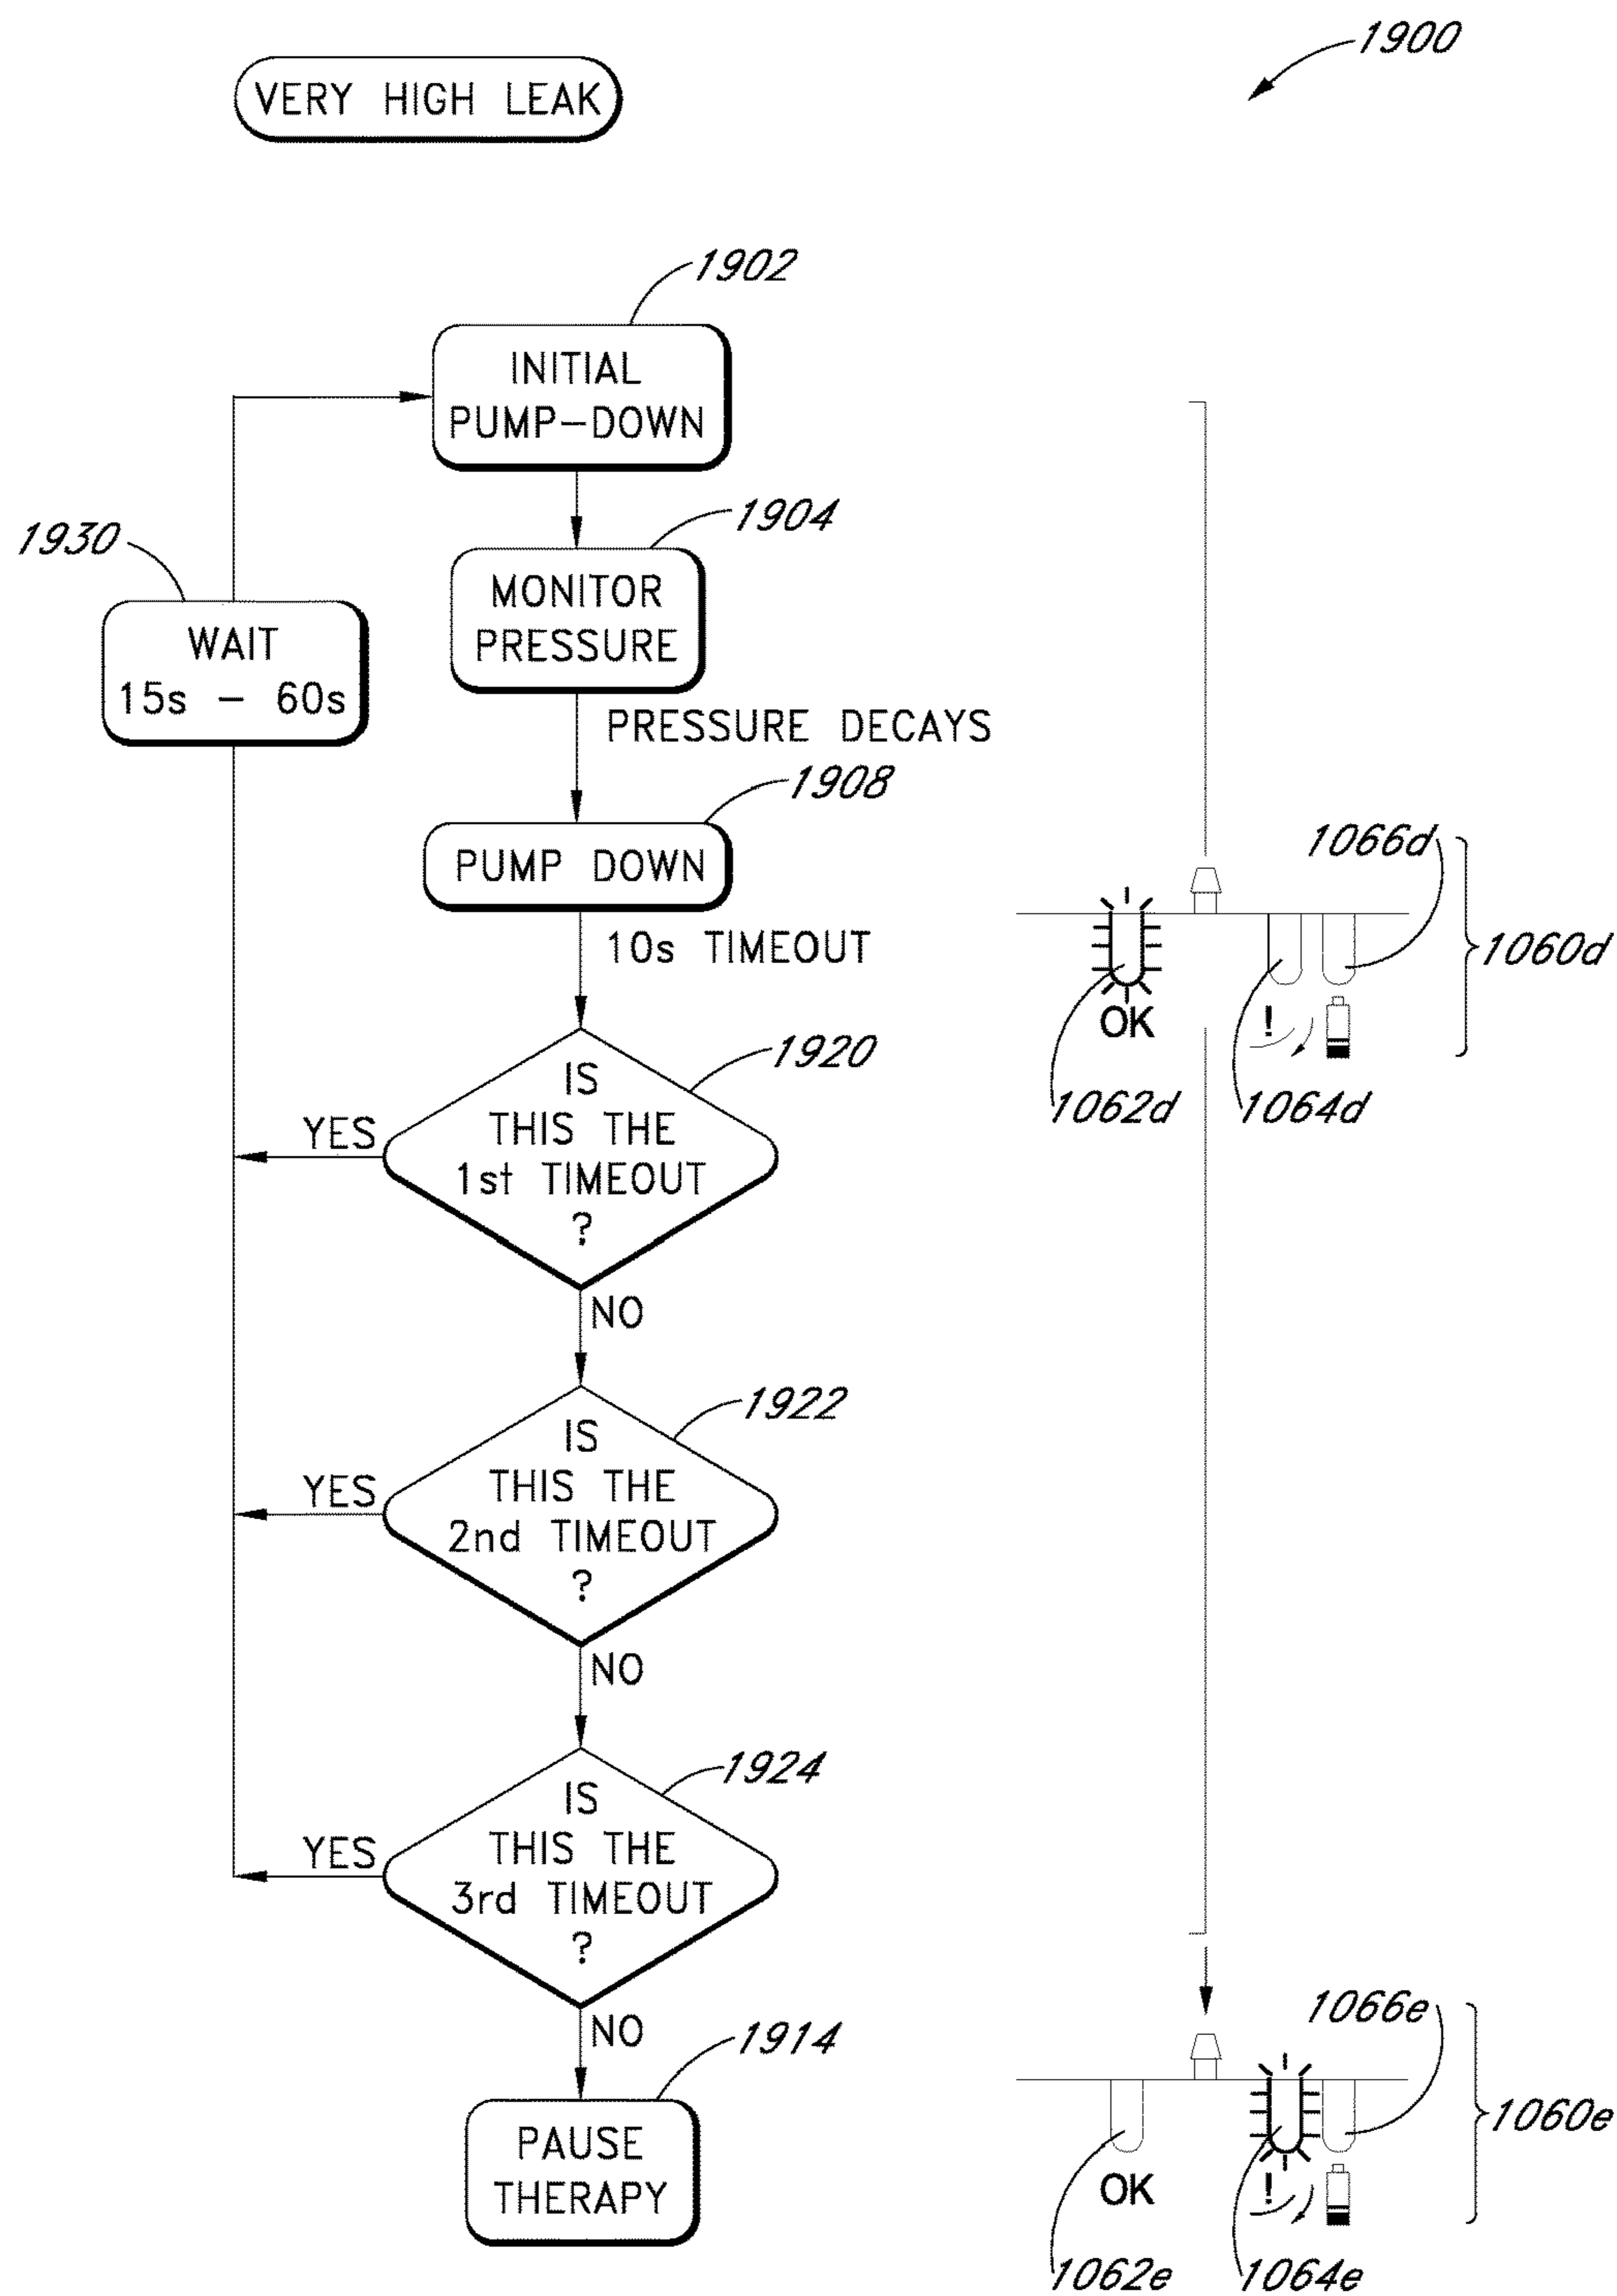 1900
VERY HIGH LEAK
1902
INITIAL
PUMP-DOWN
1904
1930
MONITOR
PRESSURE
WAIT
15s - 60s
PRESSURE DECAYS
1908
PUMP DOWN
1066d
10s TIMEOUT
1060d
OK
!
1062d
1064d
1920
IS
THIS THE
1st TIMEOUT
?
YES
NO
1922
IS
THIS THE
2nd TIMEOUT
?
YES
NO
1924
IS
THIS THE
3rd TIMEOUT
?
YES
NO
1914
PAUSE
THERAPY
1066e
1060e
OK
!
1062e
1064e